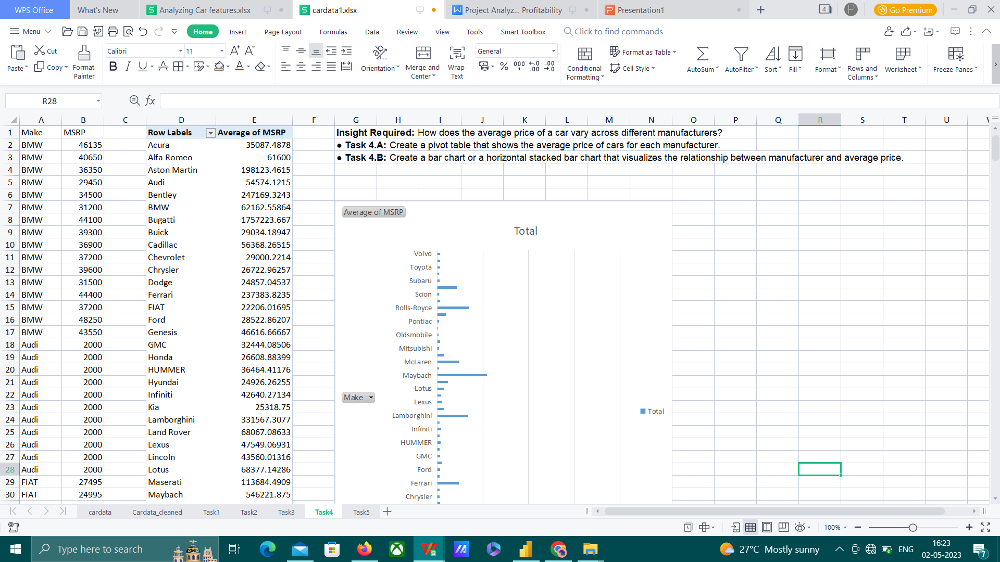 WPS Office What's New Analyzing Car features.xlsx cardata1.xlsx Project Analyz... Profitability Presentation1 4 P Go Premium
Menu Home Insert Page Layout Formulas Data Review View Tools Smart Toolbox Click to find commands
Paste Cut Copy Format Painter Calibri 11 Orientation Merge and Center Wrap Text General Conditional Formatting Format as Table Cell Style AutoSum AutoFilter Sort Fill Format Rows and Columns Worksheet Freeze Panes
R28
A B C D E F G H I J K L M N O P Q R S T U
1 Make MSRP Row Labels Average of MSRP Insight Required: How does the average price of a car vary across different manufacturers?
2 BMW 46135 Acura 35087.4878 ● Task 4.A: Create a pivot table that shows the average price of cars for each manufacturer.
3 BMW 40650 Alfa Romeo 61600 ● Task 4.B: Create a bar chart or a horizontal stacked bar chart that visualizes the relationship between manufacturer and average price.
4 BMW 36350 Aston Martin 198123.4615
5 BMW 29450 Audi 54574.1215
6 BMW 34500 Bentley 247169.3243
7 BMW 31200 BMW 62162.55864
8 BMW 44100 Bugatti 1757223.667
9 BMW 39300 Buick 29034.18947
10 BMW 36900 Cadillac 56368.26515
11 BMW 37200 Chevrolet 29000.2214
12 BMW 39600 Chrysler 26722.96257
13 BMW 31500 Dodge 24857.04537
14 BMW 44400 Ferrari 237383.8235
15 BMW 37200 FIAT 22206.01695
16 BMW 48250 Ford 28522.86207
17 BMW 43550 Genesis 46616.66667
18 Audi 2000 GMC 32444.08506
19 Audi 2000 Honda 26608.88399
20 Audi 2000 HUMMER 36464.41176
21 Audi 2000 Hyundai 24926.26255
22 Audi 2000 Infiniti 42640.27134
23 Audi 2000 Kia 25318.75
24 Audi 2000 Lamborghini 331567.3077
25 Audi 2000 Land Rover 68067.08633
26 Audi 2000 Lexus 47549.06931
27 Audi 2000 Lincoln 43560.01316
28 Audi 2000 Lotus 68377.14286
29 FIAT 27495 Maserati 113684.4909
30 FIAT 24995 Maybach 546221.875
Average of MSRP
Total
Volvo
Toyota
Subaru
Scion
Rolls-Royce
Pontiac
Oldsmobile
Mitsubishi
McLaren
Maybach
Lotus
Make
Lexus
Total
Lamborghini
Infiniti
HUMMER
GMC
Ford
Ferrari
Chrysler
cardata Cardata_cleaned Task1 Task2 Task3 Task4 Task5
100%
Type here to search 27°C Mostly sunny ENG 16:23
02-05-2023 7